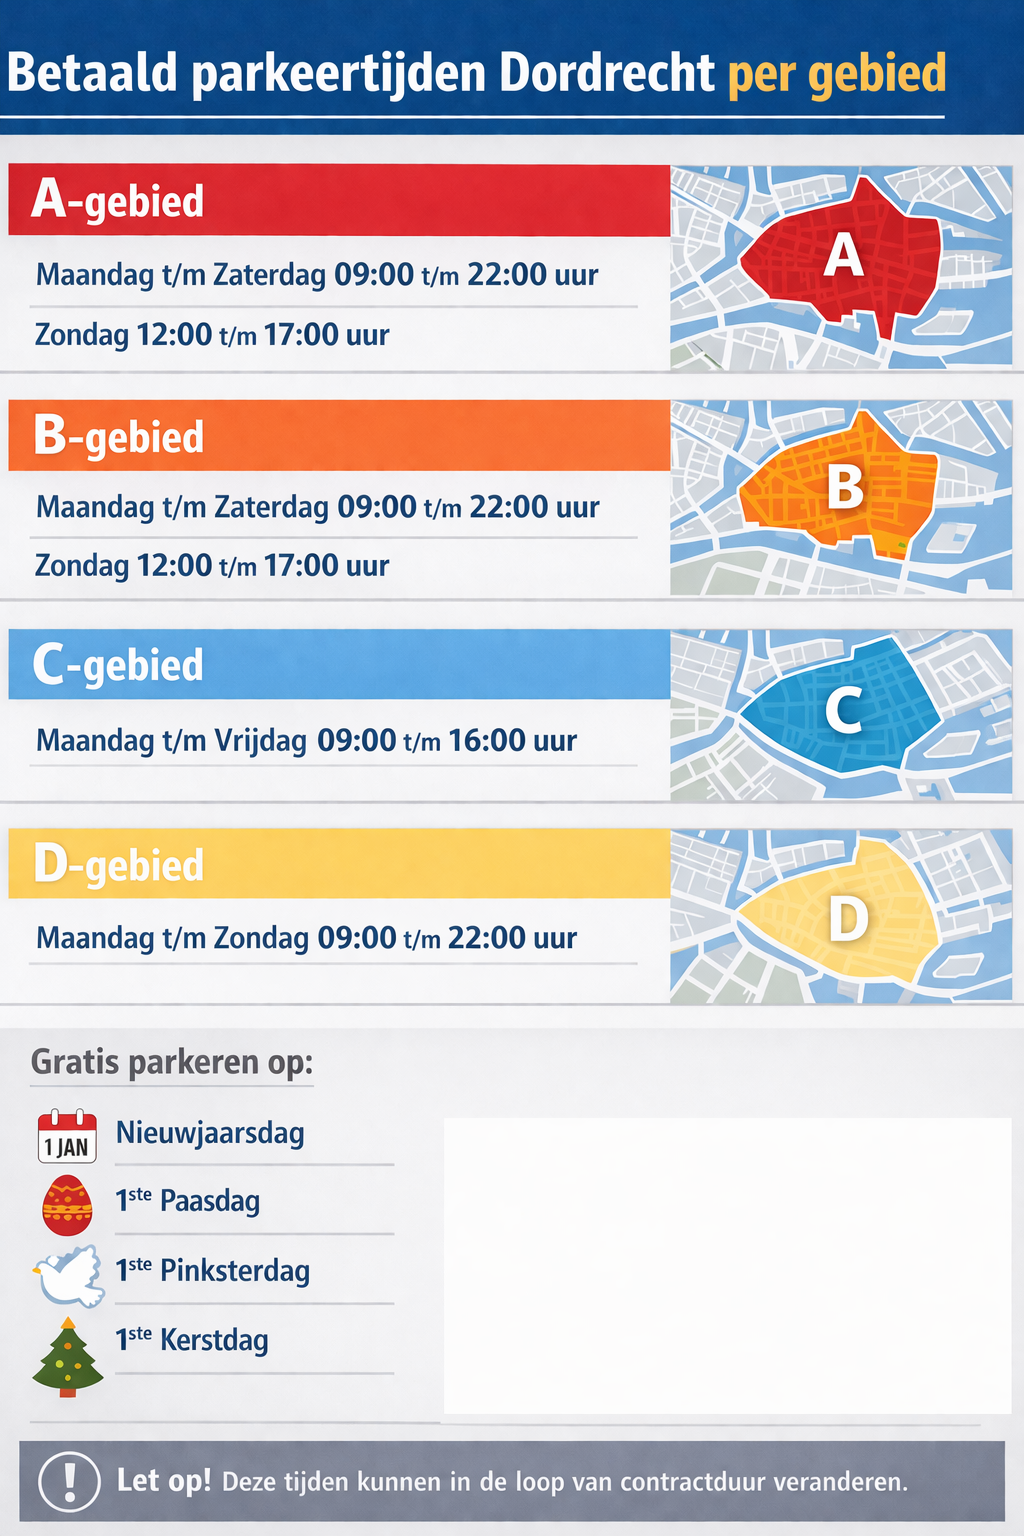 Betaald parkeertijden Dordrecht per gebied
A-gebied
A
Maandag t/m Zaterdag 09:00 t/m 22:00 uur
Zondag 12:00 t/m 17:00 uur
B-gebied
B
Maandag t/m Zaterdag 09:00 t/m 22:00 uur
Zondag 12:00 t/m 17:00 uur
C-gebied
C
Maandag t/m Vrijdag 09:00 t/m 16:00 uur
D-gebied
D
Maandag t/m Zondag 09:00 t/m 22:00 uur
Gratis parkeren op:
1 JAN
Nieuwjaarsdag
1ste Paasdag
1ste Pinksterdag
1ste Kerstdag
! Let op! Deze tijden kunnen in de loop van contractduur veranderen.